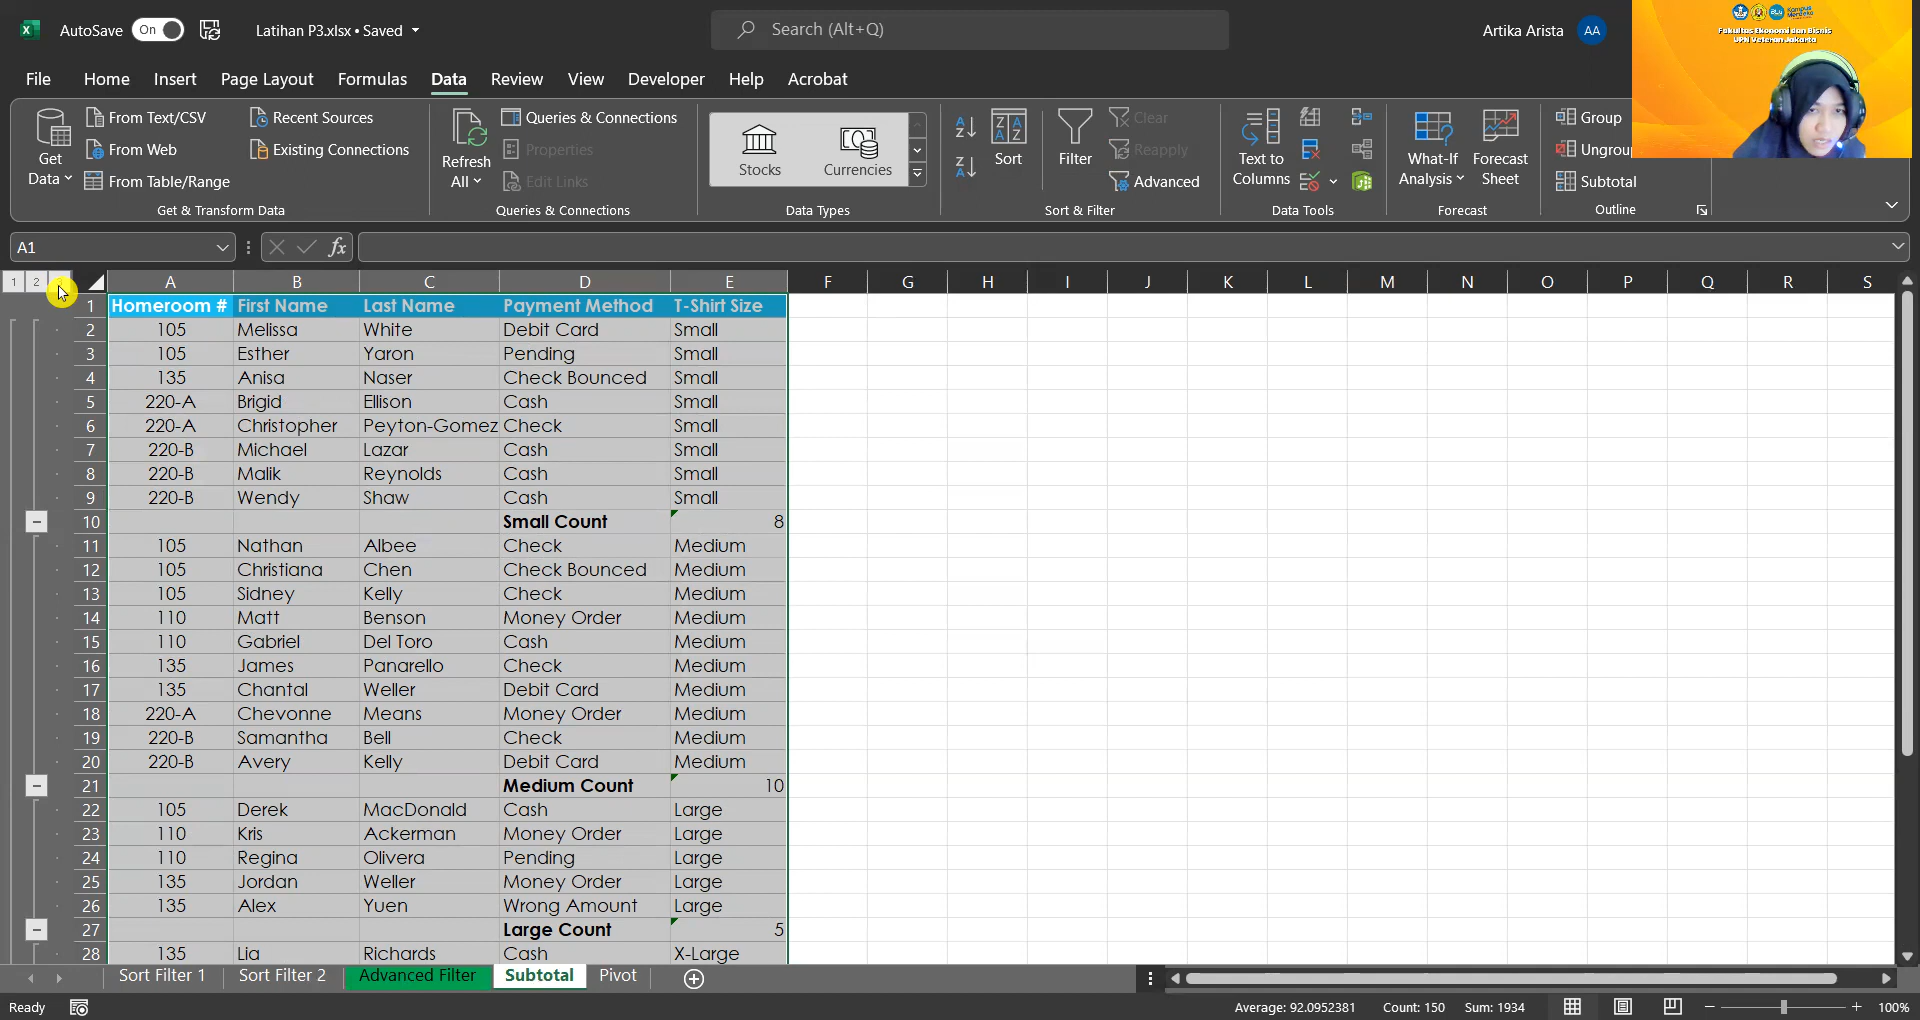 AutoSave On Latihan P3.xlsx • Saved Search (Alt+Q) Artika Arista AA
Fakultas Ekonomi dan Bisnis
UPN Veteran Jakarta
File Home Insert Page Layout Formulas Data Review View Developer Help Acrobat
From Text/CSV Recent Sources Queries & Connections Clear Group
Get Data From Web Existing Connections Refresh All Properties Stocks Currencies Sort Filter Reapply Text to Columns What-If Analysis Forecast Sheet Ungroup
From Table/Range Edit Links Advanced Subtotal
Get & Transform Data Queries & Connections Data Types Sort & Filter Data Tools Forecast Outline
A1 fx
1 2 A B C D E F G H I J K L M N O P Q R S
1 Homeroom # First Name Last Name Payment Method T-Shirt Size
2 105 Melissa White Debit Card Small
3 105 Esther Yaron Pending Small
4 135 Anisa Naser Check Bounced Small
5 220-A Brigid Ellison Cash Small
6 220-A Christopher Peyton-Gomez Check Small
7 220-B Michael Lazar Cash Small
8 220-B Malik Reynolds Cash Small
9 220-B Wendy Shaw Cash Small
10 Small Count 8
11 105 Nathan Albee Check Medium
12 105 Christiana Chen Check Bounced Medium
13 105 Sidney Kelly Check Medium
14 110 Matt Benson Money Order Medium
15 110 Gabriel Del Toro Cash Medium
16 135 James Panarello Check Medium
17 135 Chantal Weller Debit Card Medium
18 220-A Chevonne Means Money Order Medium
19 220-B Samantha Bell Check Medium
20 220-B Avery Kelly Debit Card Medium
21 Medium Count 10
22 105 Derek MacDonald Cash Large
23 110 Kris Ackerman Money Order Large
24 110 Regina Olivera Pending Large
25 135 Jordan Weller Money Order Large
26 135 Alex Yuen Wrong Amount Large
27 Large Count 5
28 135 Lia Richards Cash X-Large
Sort Filter 1 Sort Filter 2 Advanced Filter Subtotal Pivot
Ready Average: 92.0952381 Count: 150 Sum: 1934 100%